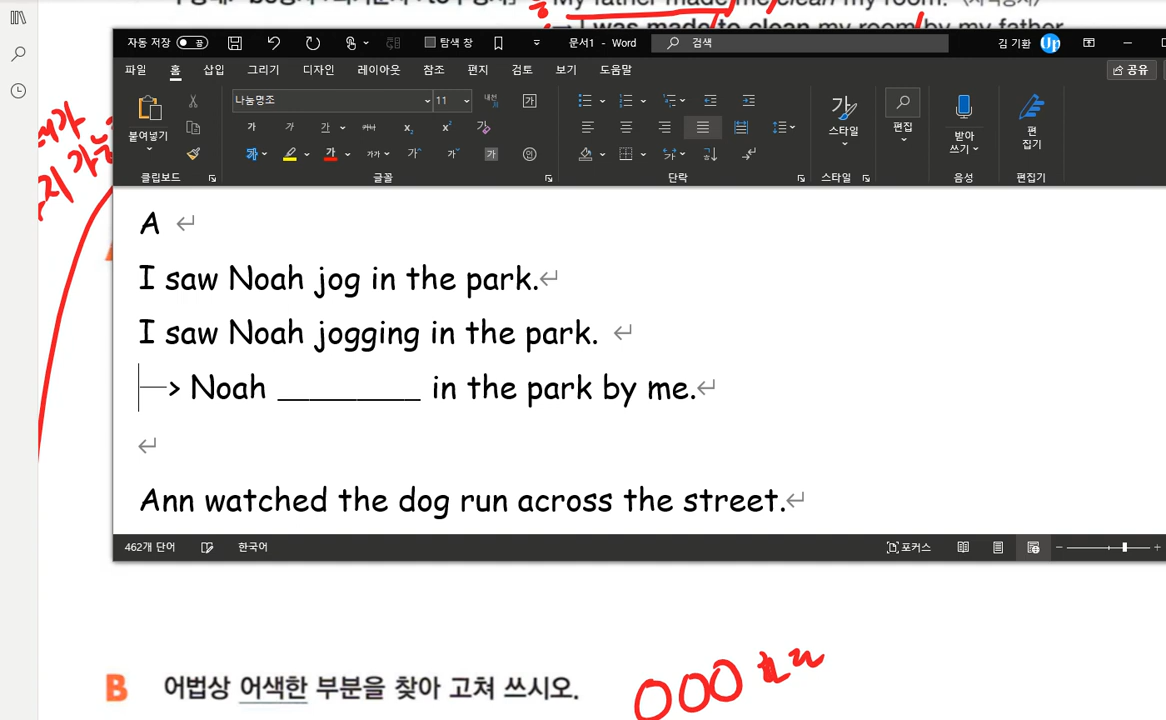 My father made me clean my room.
I was made to clean my room by my father
자동 저장 끔 탐색 창 문서1 - Word 검색 김 기환
파일 홈 삽입 그리기 디자인 레이아웃 참조 편지 검토 보기 도움말 공유
나눔명조 11
붙여넣기 스타일 편집 받아쓰기 편집기
클립보드 글꼴 단락 스타일 음성 편집기
A
I saw Noah jog in the park.
I saw Noah jogging in the park.
—> Noah ________ in the park by me.
Ann watched the dog run across the street.
462개 단어 한국어 포커스
B 어법상 어색한 부분을 찾아 고쳐 쓰시오.